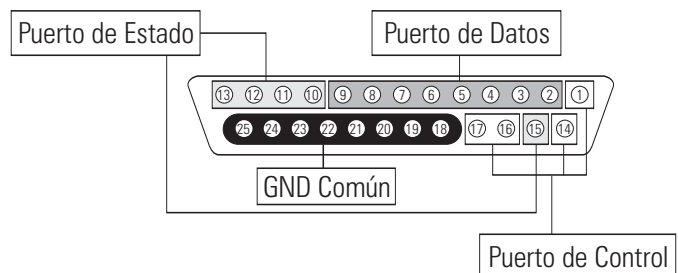 Puerto de Estado
Puerto de Datos
13 12 11 10 9 8 7 6 5 4 3 2 1
25 24 23 22 21 20 19 18 17 16 15 14
GND Común
Puerto de Control